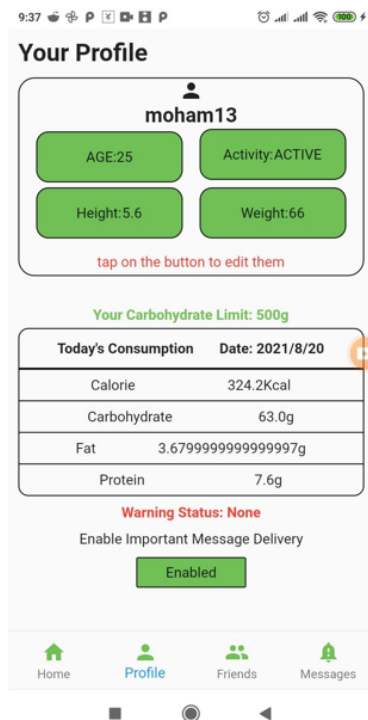 9:37
100
Your Profile
moham13
AGE:25 Activity:ACTIVE
Height:5.6 Weight:66
tap on the button to edit them
Your Carbohydrate Limit: 500g
Today's Consumption Date: 2021/8/20
Calorie 324.2Kcal
Carbohydrate 63.0g
Fat 3.6799999999999997g
Protein 7.6g
Warning Status: None
Enable Important Message Delivery
Enabled
Home Profile Friends Messages